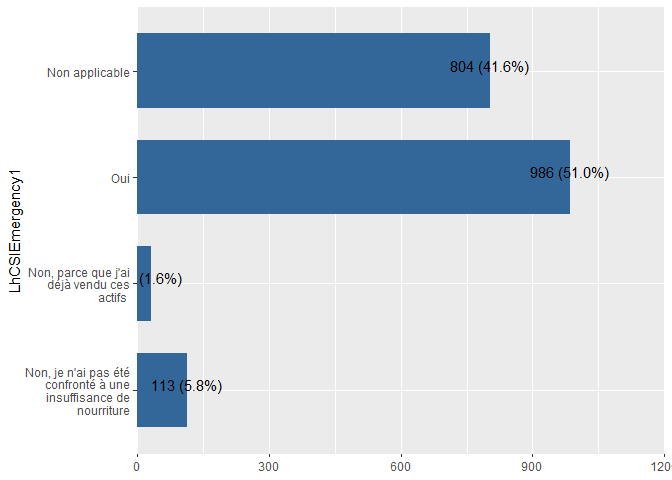 LhCSIEmergency1
Non applicable
804 (41.6%)
Oui
986 (51.0%)
Non, parce que j'ai
déjà vendu ces
actifs
(1.6%)
Non, je n'ai pas été
confronté à une
insuffisance de
nourriture
113 (5.8%)
0 300 600 900 120